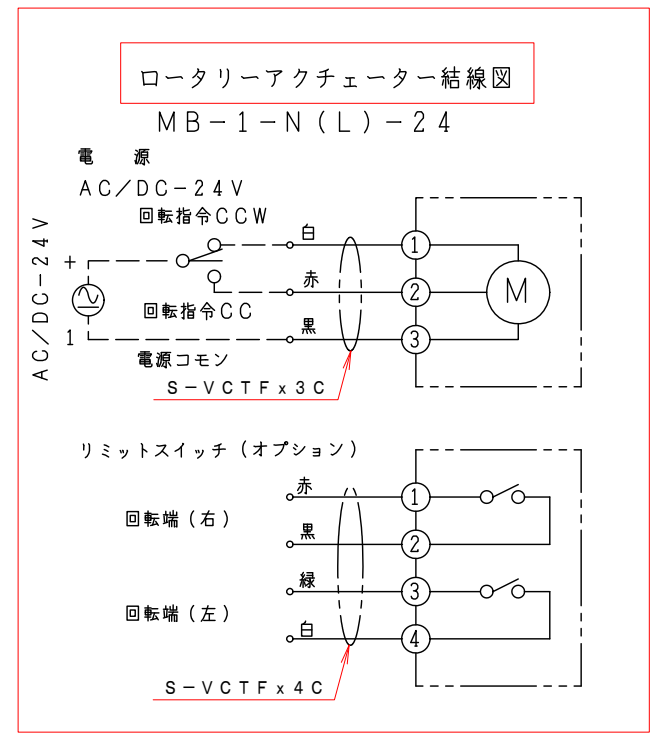 ロータリーアクチェーター結線図
MB-1-N(L)-24
電　源
AC/DC-24V
回転指令CCW
白
1
AC/DC-24V
+
赤
2
M
回転指令CC
1
黒
3
電源コモン
S-VCTFx3C
リミットスイッチ(オプション)
赤
1
回転端(右)
黒
2
緑
3
回転端(左)
白
4
S-VCTFx4C